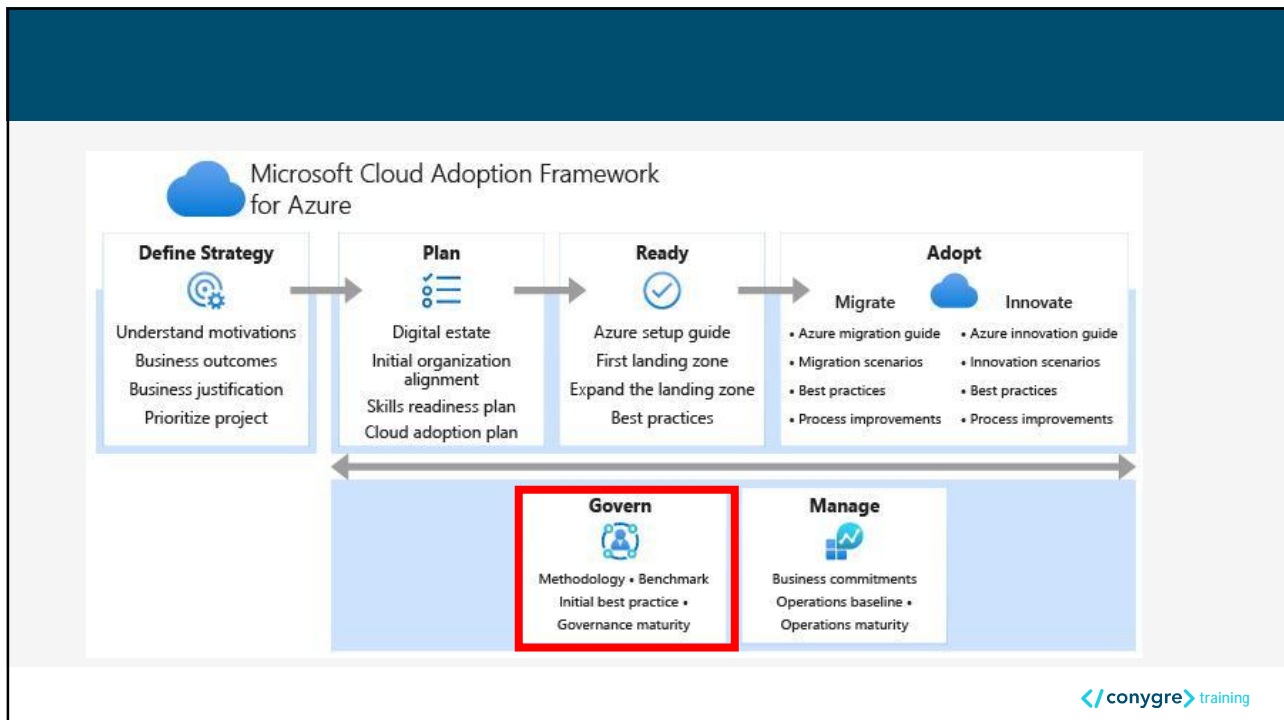 Microsoft Cloud Adoption Framework
for Azure
Define Strategy
Understand motivations
Business outcomes
Business justification
Prioritize project
Plan
Digital estate
Initial organization
alignment
Skills readiness plan
Cloud adoption plan
Ready
Azure setup guide
First landing zone
Expand the landing zone
Best practices
Adopt
Migrate
• Azure migration guide
• Migration scenarios
• Best practices
• Process improvements
Innovate
• Azure innovation guide
• Innovation scenarios
• Best practices
• Process improvements
Govern
Methodology • Benchmark
Initial best practice •
Governance maturity
Manage
Business commitments
Operations baseline •
Operations maturity
</conygre> training